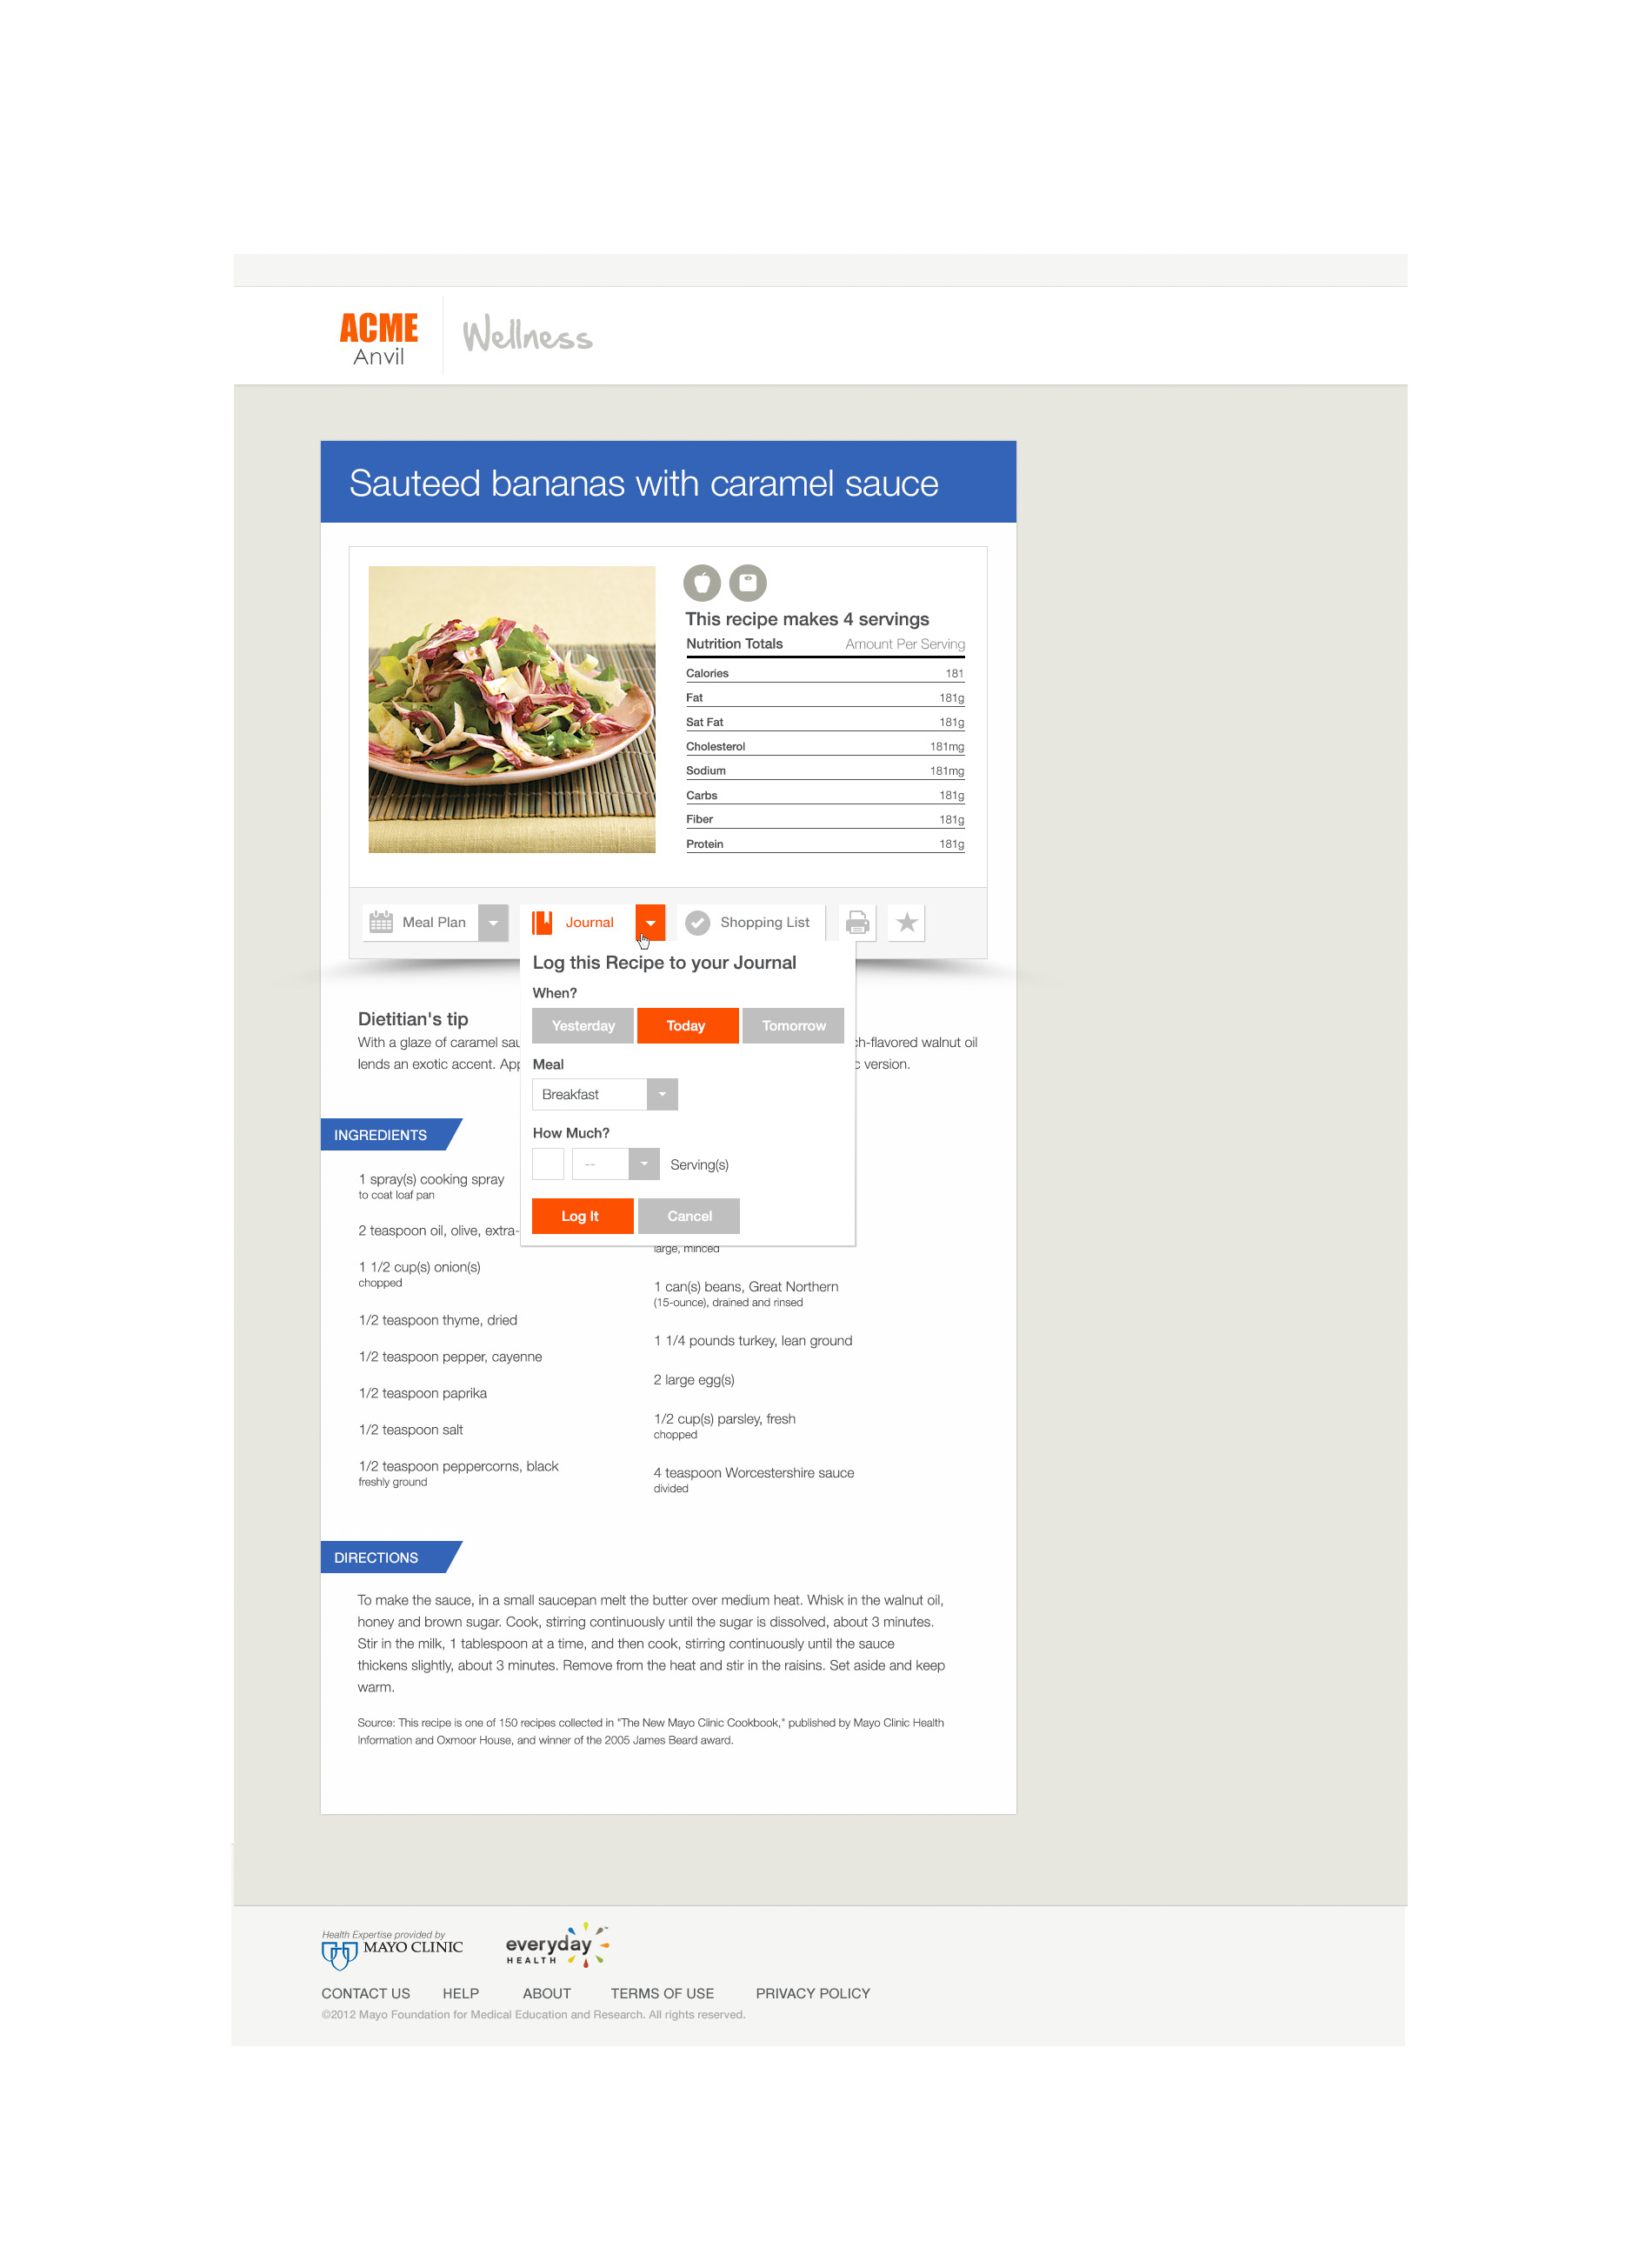 ACME
Anvil
Wellness
Sauteed bananas with caramel sauce
This recipe makes 4 servings
Nutrition Totals Amount Per Serving
Calories 181
Fat 181g
Sat Fat 181g
Cholesterol 181mg
Sodium 181mg
Carbs 181g
Fiber 181g
Protein 181g
Meal Plan Journal Shopping List
Log this Recipe to your Journal
When?
Yesterday Today Tomorrow
Meal
Breakfast
How Much?
-- Serving(s)
Log It Cancel
Dietitian's tip
With a glaze of caramel -flavored walnut oil
lends an exotic accent. version.
INGREDIENTS
1 spray(s) cooking spray
to coat loaf pan
2 teaspoon oil, olive, extra-
1 1/2 cup(s) onion(s)
chopped
1/2 teaspoon thyme, dried
1/2 teaspoon pepper, cayenne
1/2 teaspoon paprika
1/2 teaspoon salt
1/2 teaspoon peppercorns, black
freshly ground
large, minced
1 can(s) beans, Great Northern
(15-ounce), drained and rinsed
1 1/4 pounds turkey, lean ground
2 large egg(s)
1/2 cup(s) parsley, fresh
chopped
4 teaspoon Worcestershire sauce
divided
DIRECTIONS
To make the sauce, in a small saucepan melt the butter over medium heat. Whisk in the walnut oil,
honey and brown sugar. Cook, stirring continuously until the sugar is dissolved, about 3 minutes.
Stir in the milk, 1 tablespoon at a time, and then cook, stirring continuously until the sauce
thickens slightly, about 3 minutes. Remove from the heat and stir in the raisins. Set aside and keep
warm.
Source: This recipe is one of 150 recipes collected in "The New Mayo Clinic Cookbook," published by Mayo Clinic Health
Information and Oxmoor House, and winner of the 2005 James Beard award.
Health Expertise provided by
MAYO CLINIC
everyday™
HEALTH
CONTACT US HELP ABOUT TERMS OF USE PRIVACY POLICY
©2012 Mayo Foundation for Medical Education and Research. All rights reserved.